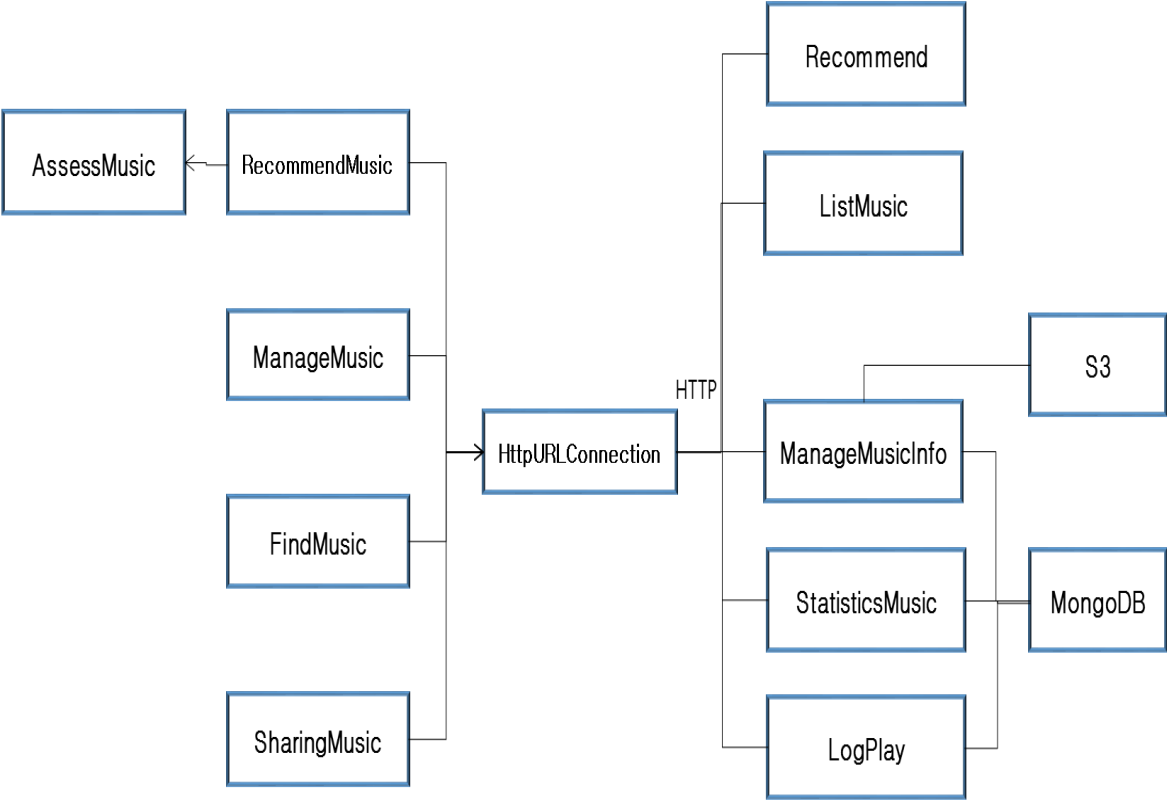 Recommend
AssessMusic
RecommendMusic
ListMusic
ManageMusic
S3
HTTP
HttpURLConnection
ManageMusicInfo
FindMusic
StatisticsMusic
MongoDB
SharingMusic
LogPlay